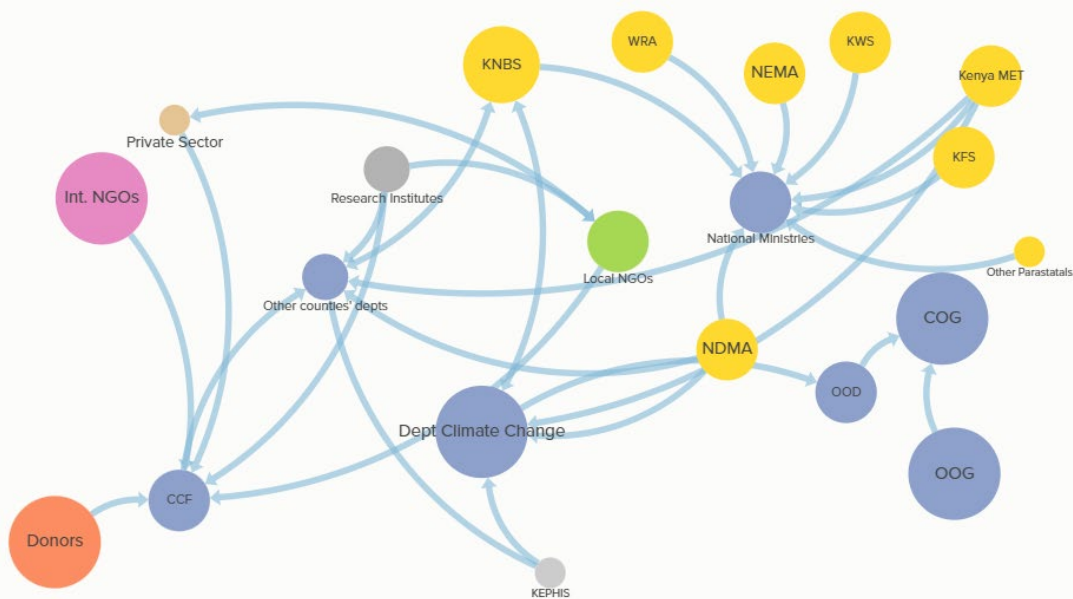 WRA
KWS
KNBS
NEMA
Kenya MET
Private Sector
KFS
Int. NGOs
Research Institutes
National Ministries
Local NGOs
Other Parastatals
Other counties' depts
COG
NDMA
OOD
Dept Climate Change
OOG
CCF
Donors
KEPHIS